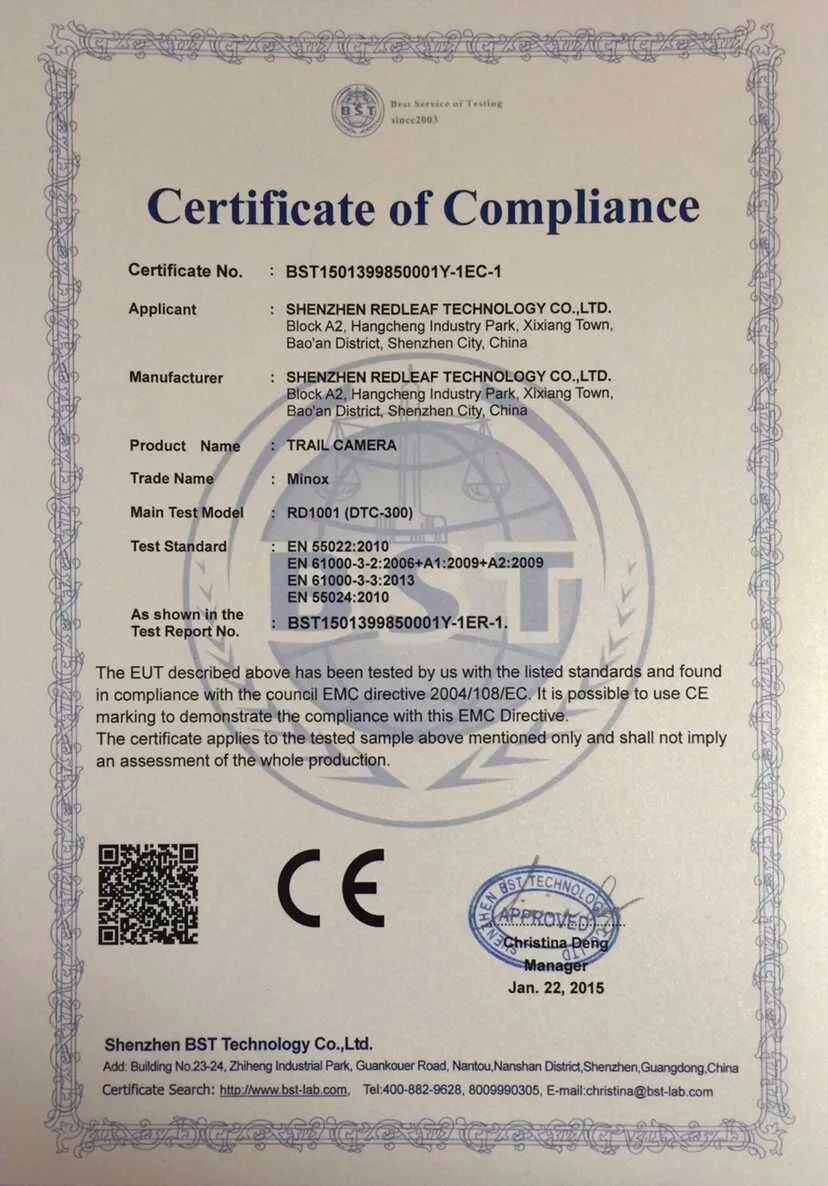 BST
Best Service of Testing
since2003
Certificate of Compliance
Certificate No. : BST1501399850001Y-1EC-1
Applicant : SHENZHEN REDLEAF TECHNOLOGY CO.,LTD.
Block A2, Hangcheng Industry Park, Xixiang Town,
Bao'an District, Shenzhen City, China
Manufacturer : SHENZHEN REDLEAF TECHNOLOGY CO.,LTD.
Block A2, Hangcheng Industry Park, Xixiang Town,
Bao'an District, Shenzhen City, China
Product Name : TRAIL CAMERA
Trade Name : Minox
Main Test Model : RD1001 (DTC-300)
Test Standard : EN 55022:2010
EN 61000-3-2:2006+A1:2009+A2:2009
EN 61000-3-3:2013
EN 55024:2010
BST
As shown in the
Test Report No. : BST1501399850001Y-1ER-1.
The EUT described above has been tested by us with the listed standards and found
in compliance with the council EMC directive 2004/108/EC. It is possible to use CE
marking to demonstrate the compliance with this EMC Directive.
The certificate applies to the tested sample above mentioned only and shall not imply
an assessment of the whole production.
CE
SHENZHEN BST TECHNOLOGY CO.,LTD
APPROVED
Christina Deng
Manager
Jan. 22, 2015
Shenzhen BST Technology Co.,Ltd.
Add: Building No.23-24, Zhiheng Industrial Park, Guankouer Road, Nantou,Nanshan District,Shenzhen,Guangdong,China
Certificate Search: http://www.bst-lab.com, Tel:400-882-9628, 8009990305, E-mail:christina@bst-lab.com